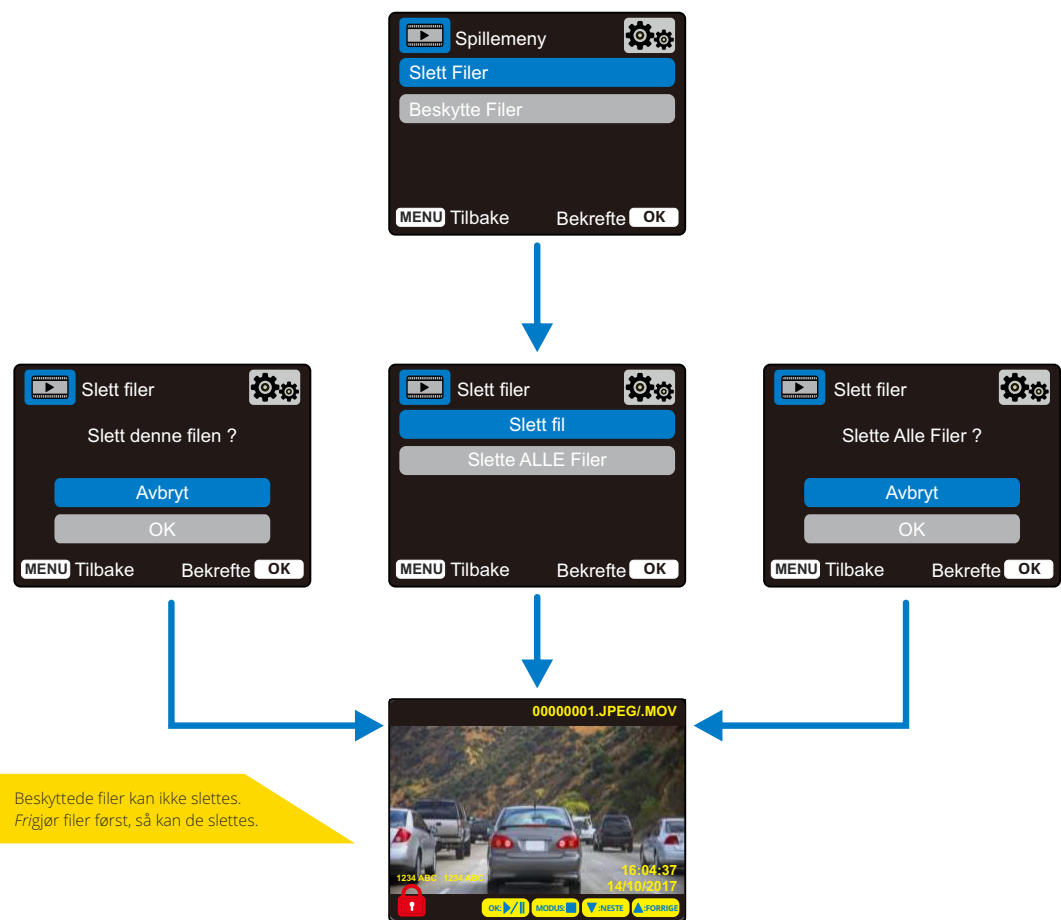 Spillemeny
Slett Filer
Beskytte Filer
MENU Tilbake Bekrefte OK
Slett filer
Slett denne filen ?
Avbryt
OK
MENU Tilbake Bekrefte OK
Slett filer
Slett fil
Slette ALLE Filer
MENU Tilbake Bekrefte OK
Slett filer
Slette Alle Filer ?
Avbryt
OK
MENU Tilbake Bekrefte OK
00000001.JPEG/.MOV
Beskyttede filer kan ikke slettes.
Frigjør filer først, så kan de slettes.
16:04:37
1234 ABC 1234 ABC
14/10/2017
OK: MODUS: :NESTE :FORRIGE